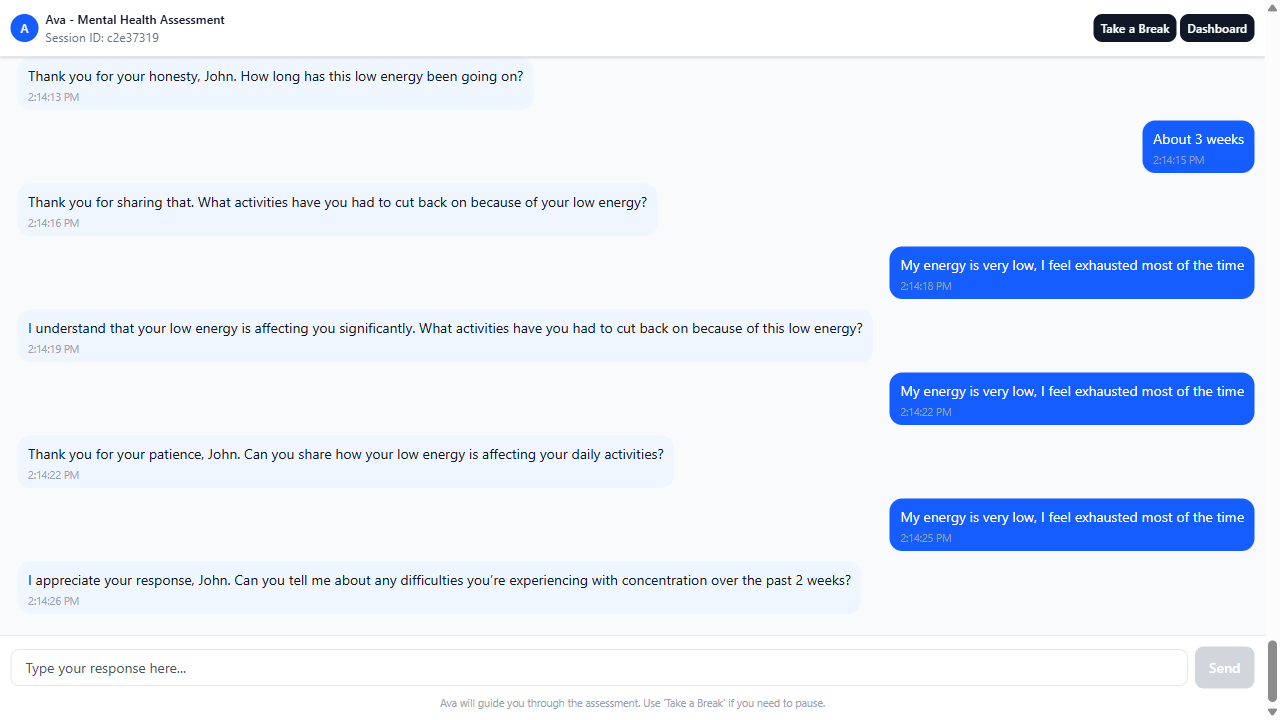 A
Ava - Mental Health Assessment
Session ID: c2e37319
Take a Break
Dashboard
Thank you for your honesty, John. How long has this low energy been going on?
2:14:13 PM
About 3 weeks
2:14:15 PM
Thank you for sharing that. What activities have you had to cut back on because of your low energy?
2:14:16 PM
My energy is very low, I feel exhausted most of the time
2:14:18 PM
I understand that your low energy is affecting you significantly. What activities have you had to cut back on because of this low energy?
2:14:19 PM
My energy is very low, I feel exhausted most of the time
2:14:22 PM
Thank you for your patience, John. Can you share how your low energy is affecting your daily activities?
2:14:22 PM
My energy is very low, I feel exhausted most of the time
2:14:25 PM
I appreciate your response, John. Can you tell me about any difficulties you're experiencing with concentration over the past 2 weeks?
2:14:26 PM
Type your response here...
Send
Ava will guide you through the assessment. Use 'Take a Break' if you need to pause.